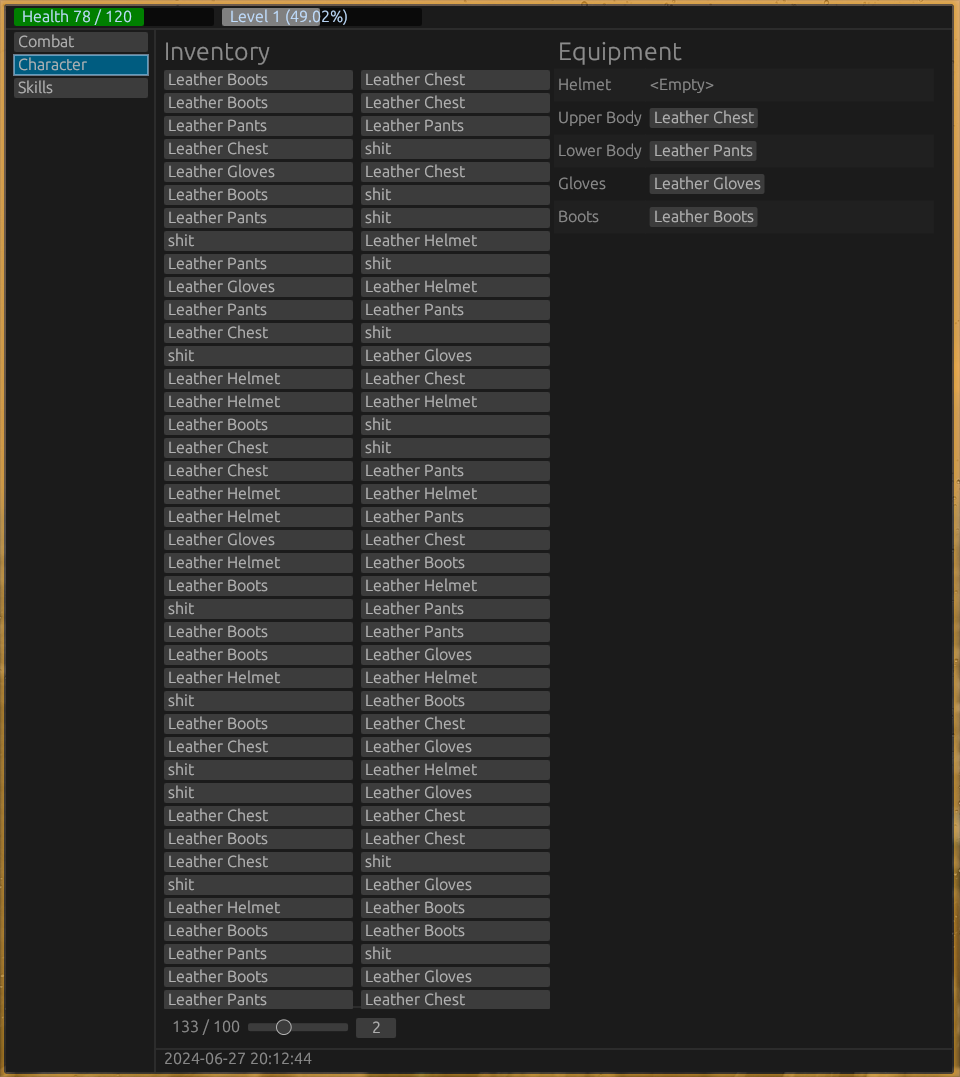 Health 78 / 120 Level 1 (49.02%)
Combat
Character
Skills
Inventory
Leather Boots Leather Chest
Leather Boots Leather Chest
Leather Pants Leather Pants
Leather Chest shit
Leather Gloves Leather Chest
Leather Boots shit
Leather Pants shit
shit Leather Helmet
Leather Pants shit
Leather Gloves Leather Helmet
Leather Pants Leather Pants
Leather Chest shit
shit Leather Gloves
Leather Helmet Leather Chest
Leather Helmet Leather Helmet
Leather Boots shit
Leather Chest shit
Leather Chest Leather Pants
Leather Helmet Leather Helmet
Leather Helmet Leather Pants
Leather Gloves Leather Chest
Leather Helmet Leather Boots
Leather Boots Leather Helmet
shit Leather Pants
Leather Boots Leather Pants
Leather Boots Leather Gloves
Leather Helmet Leather Helmet
shit Leather Boots
Leather Boots Leather Chest
Leather Chest Leather Gloves
shit Leather Helmet
shit Leather Gloves
Leather Chest Leather Chest
Leather Boots Leather Chest
Leather Chest shit
shit Leather Gloves
Leather Helmet Leather Boots
Leather Boots Leather Boots
Leather Pants shit
Leather Boots Leather Gloves
Leather Pants Leather Chest
133 / 100 2
Equipment
Helmet <Empty>
Upper Body Leather Chest
Lower Body Leather Pants
Gloves Leather Gloves
Boots Leather Boots
2024-06-27 20:12:44